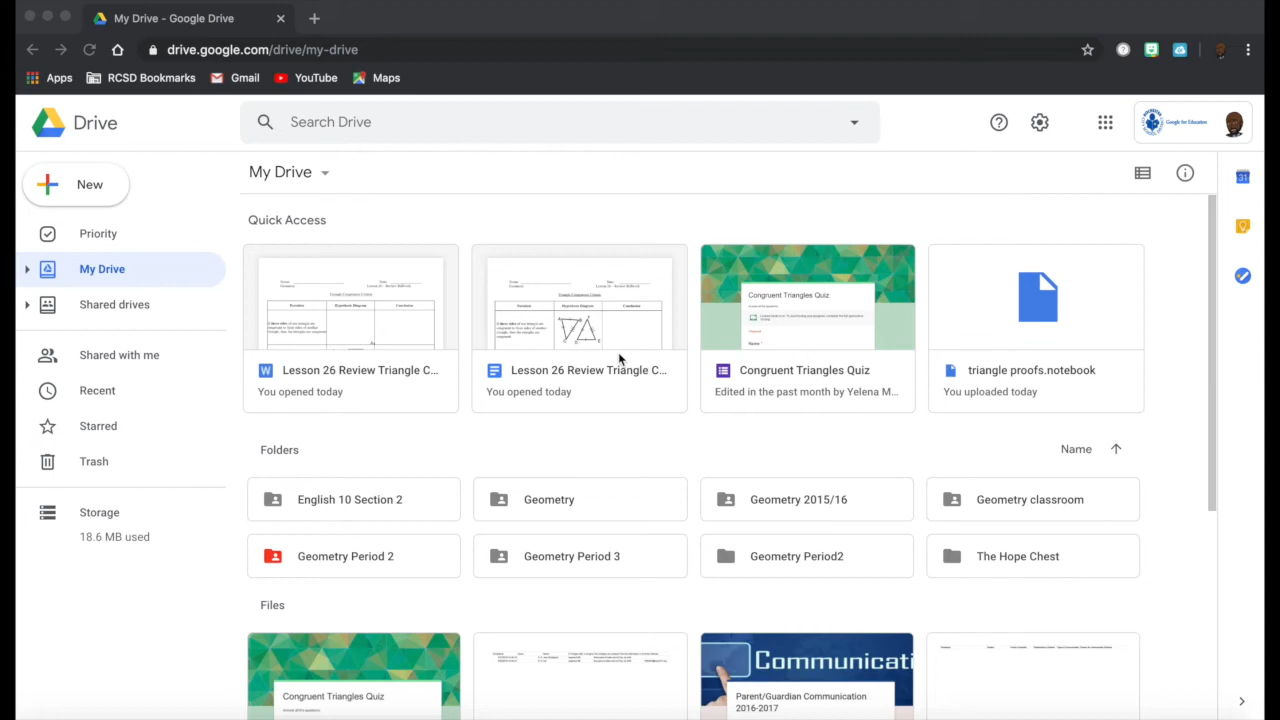 My Drive - Google Drive
drive.google.com/drive/my-drive
Apps RCSD Bookmarks Gmail YouTube Maps
Drive
Search Drive
Google for Education
New
My Drive
Priority
My Drive
Shared drives
Shared with me
Recent
Starred
Trash
Storage
18.6 MB used
Quick Access
Congruent Triangles Quiz
Name *
Lesson 26 Review Triangle C...
You opened today
Lesson 26 Review Triangle C...
You opened today
Congruent Triangles Quiz
Edited in the past month by Yelena M...
triangle proofs.notebook
You uploaded today
31
Folders
Name
English 10 Section 2
Geometry
Geometry 2015/16
Geometry classroom
Geometry Period 2
Geometry Period 3
Geometry Period2
The Hope Chest
Files
Congruent Triangles Quiz
Communicati
Parent/Guardian Communication
2016-2017